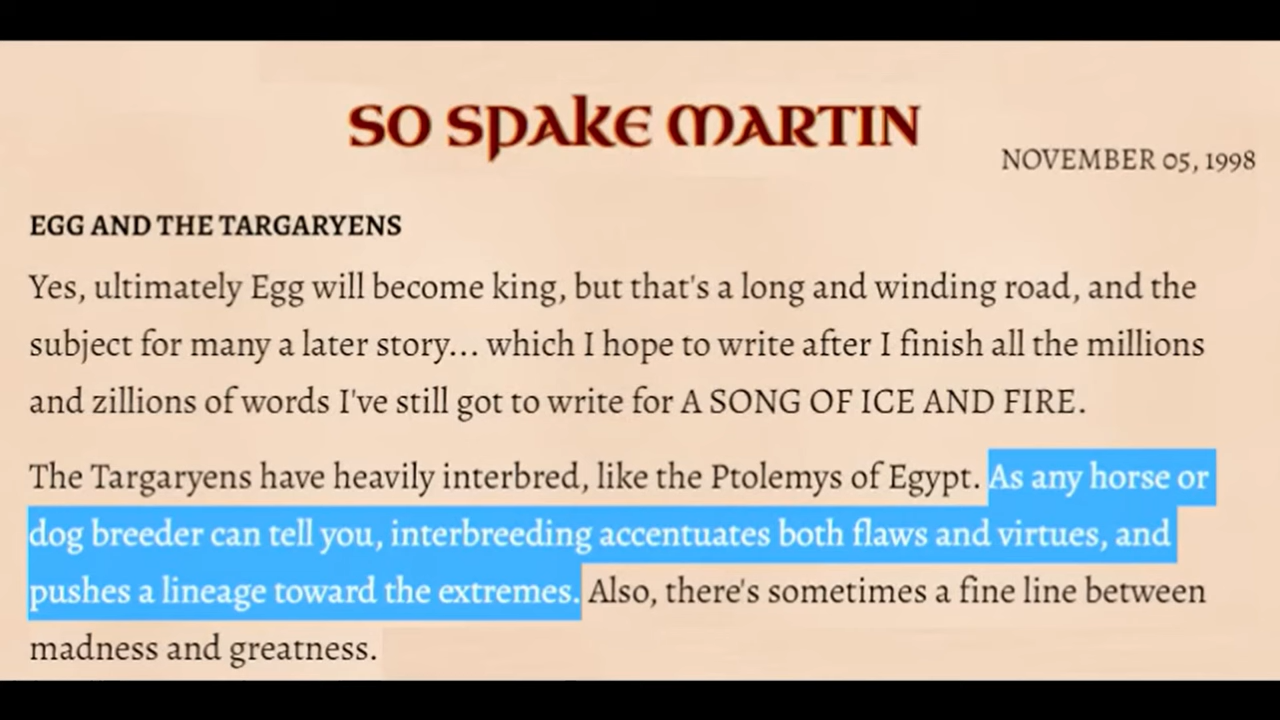 SO SPAKE MARTIN
NOVEMBER 05, 1998
EGG AND THE TARGARYENS
Yes, ultimately Egg will become king, but that's a long and winding road, and the
subject for many a later story... which I hope to write after I finish all the millions
and zillions of words I've still got to write for A SONG OF ICE AND FIRE.
The Targaryens have heavily interbred, like the Ptolemys of Egypt. As any horse or
dog breeder can tell you, interbreeding accentuates both flaws and virtues, and
pushes a lineage toward the extremes. Also, there's sometimes a fine line between
madness and greatness.